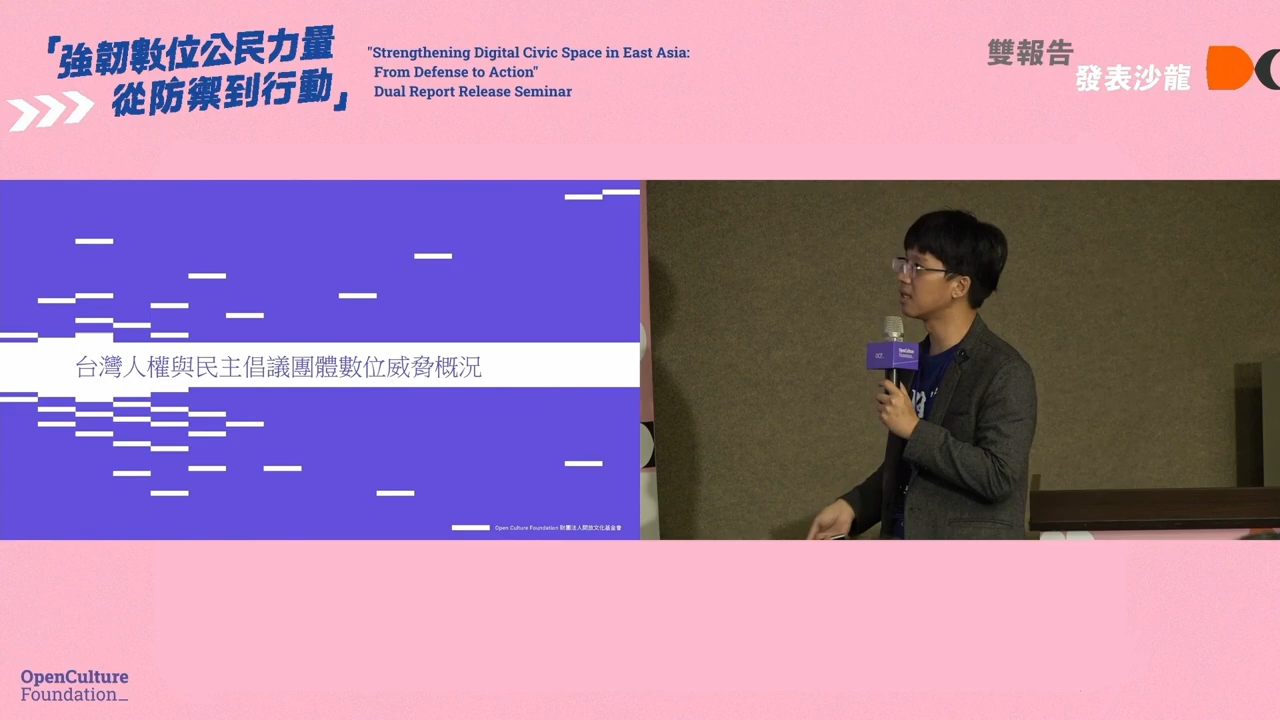 「強韌數位公民力量
從防禦到行動」
"Strengthening Digital Civic Space in East Asia:
From Defense to Action"
Dual Report Release Seminar
雙報告
發表沙龍
台灣人權與民主倡議團體數位威脅概況
Open Culture Foundation 財團法人開放文化基金會
OCF.
OpenCulture
Foundation_
OpenCulture
Foundation_